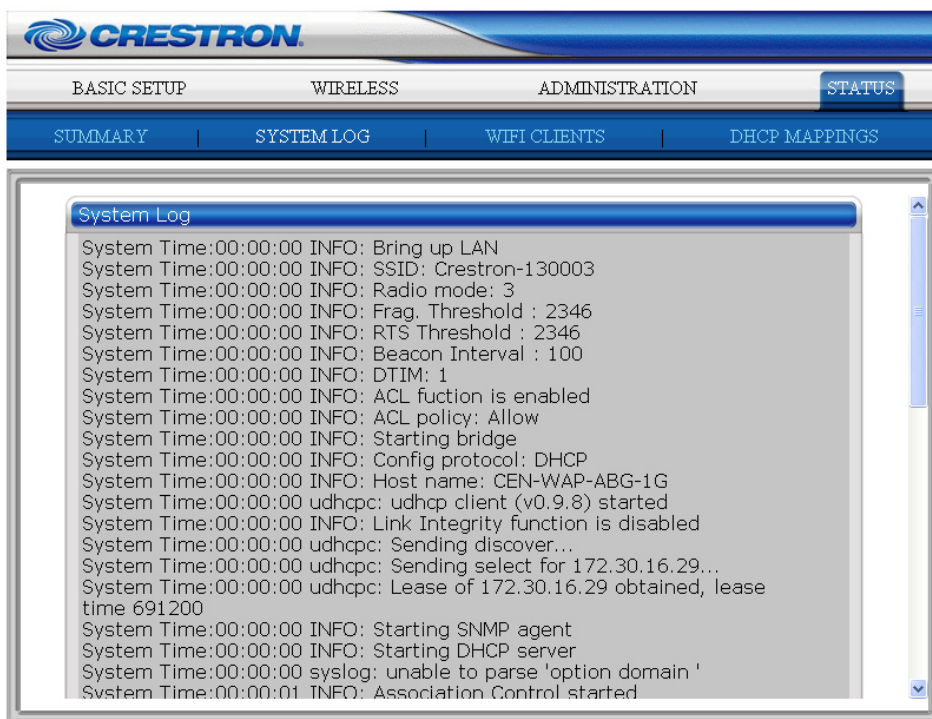 CRESTRON.
BASIC SETUP WIRELESS ADMINISTRATION STATUS
SUMMARY | SYSTEM LOG | WIFI CLIENTS | DHCP MAPPINGS
System Log
System Time:00:00:00 INFO: Bring up LAN
System Time:00:00:00 INFO: SSID: Crestron-130003
System Time:00:00:00 INFO: Radio mode: 3
System Time:00:00:00 INFO: Frag. Threshold : 2346
System Time:00:00:00 INFO: RTS Threshold : 2346
System Time:00:00:00 INFO: Beacon Interval : 100
System Time:00:00:00 INFO: DTIM: 1
System Time:00:00:00 INFO: ACL fuction is enabled
System Time:00:00:00 INFO: ACL policy: Allow
System Time:00:00:00 INFO: Starting bridge
System Time:00:00:00 INFO: Config protocol: DHCP
System Time:00:00:00 INFO: Host name: CEN-WAP-ABG-1G
System Time:00:00:00 udhcpc: udhcp client (v0.9.8) started
System Time:00:00:00 INFO: Link Integrity function is disabled
System Time:00:00:00 udhcpc: Sending discover...
System Time:00:00:00 udhcpc: Sending select for 172.30.16.29...
System Time:00:00:00 udhcpc: Lease of 172.30.16.29 obtained, lease
time 691200
System Time:00:00:00 INFO: Starting SNMP agent
System Time:00:00:00 INFO: Starting DHCP server
System Time:00:00:00 syslog: unable to parse 'option domain '
System Time:00:00:01 INFO: Association Control started